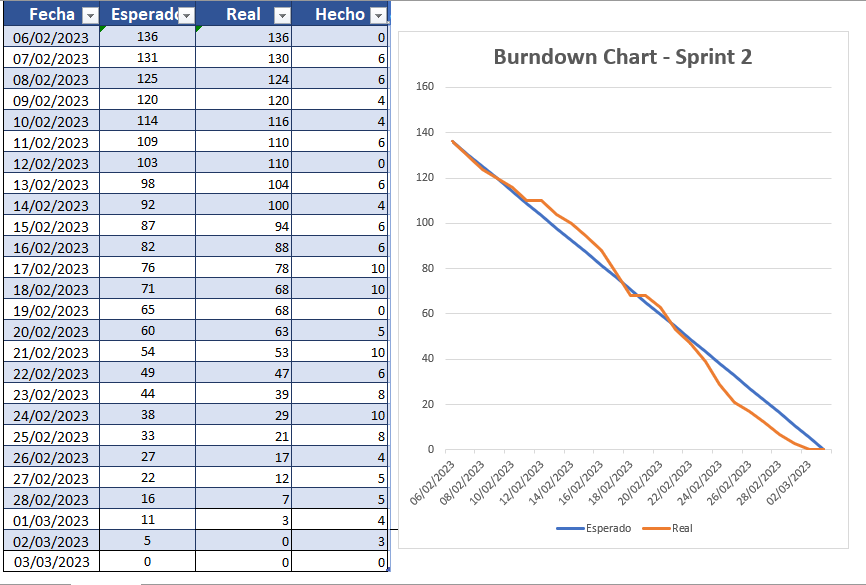 Fecha Esperado Real Hecho
06/02/2023 136 136 0
07/02/2023 131 130 6
08/02/2023 125 124 6
09/02/2023 120 120 4
10/02/2023 114 116 4
11/02/2023 109 110 6
12/02/2023 103 110 0
13/02/2023 98 104 6
14/02/2023 92 100 4
15/02/2023 87 94 6
16/02/2023 82 88 6
17/02/2023 76 78 10
18/02/2023 71 68 10
19/02/2023 65 68 0
20/02/2023 60 63 5
21/02/2023 54 53 10
22/02/2023 49 47 6
23/02/2023 44 39 8
24/02/2023 38 29 10
25/02/2023 33 21 8
26/02/2023 27 17 4
27/02/2023 22 12 5
28/02/2023 16 7 5
01/03/2023 11 3 4
02/03/2023 5 0 3
03/03/2023 0 0 0
Burndown Chart - Sprint 2
160
140
120
100
80
60
40
20
0
06/02/2023 08/02/2023 10/02/2023 12/02/2023 14/02/2023 16/02/2023 18/02/2023 20/02/2023 22/02/2023 24/02/2023 26/02/2023 28/02/2023 02/03/2023
Esperado Real